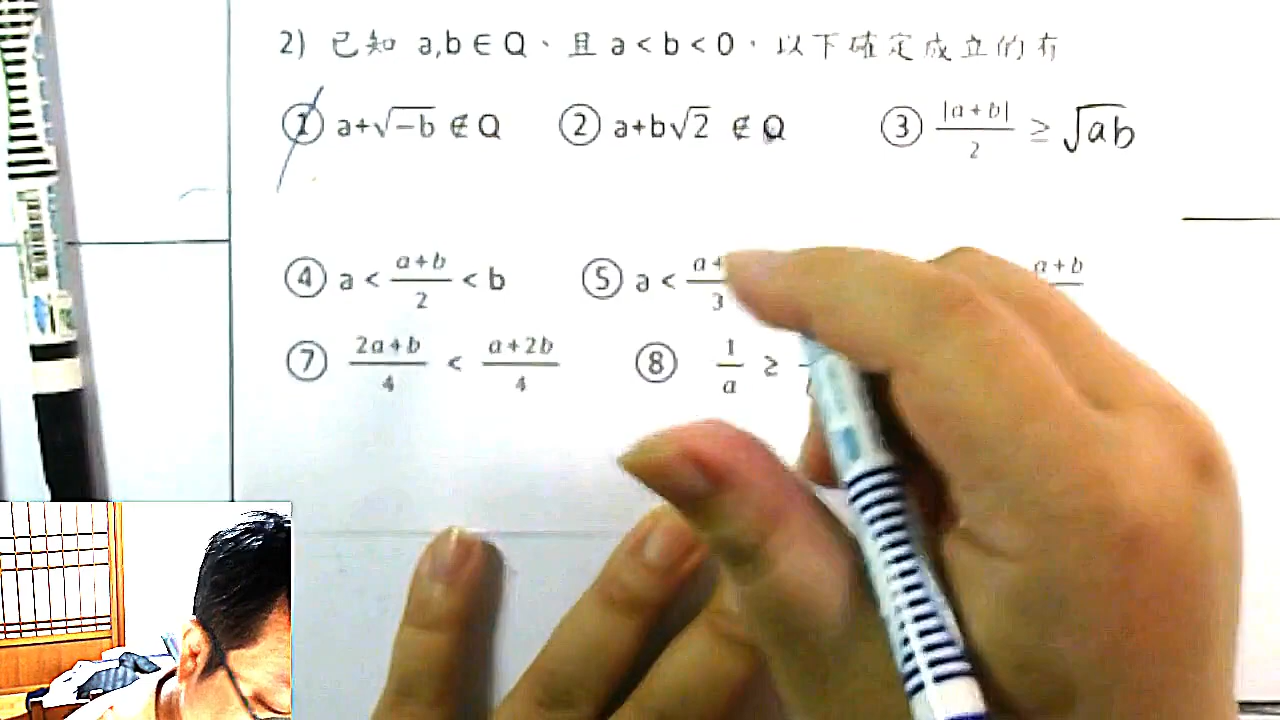 2) 已知 a,b∈Q、且 a<b<0,以下確定成立的有
① a+√−b ∉Q ② a+b√2 ∉ Q ③ |a+b|/2 ≥ √ab
④ a < a+b/2 < b ⑤ a < a+ /3 a+b
⑦ 2a+b/4 < a+2b/4 ⑧ 1/a ≥